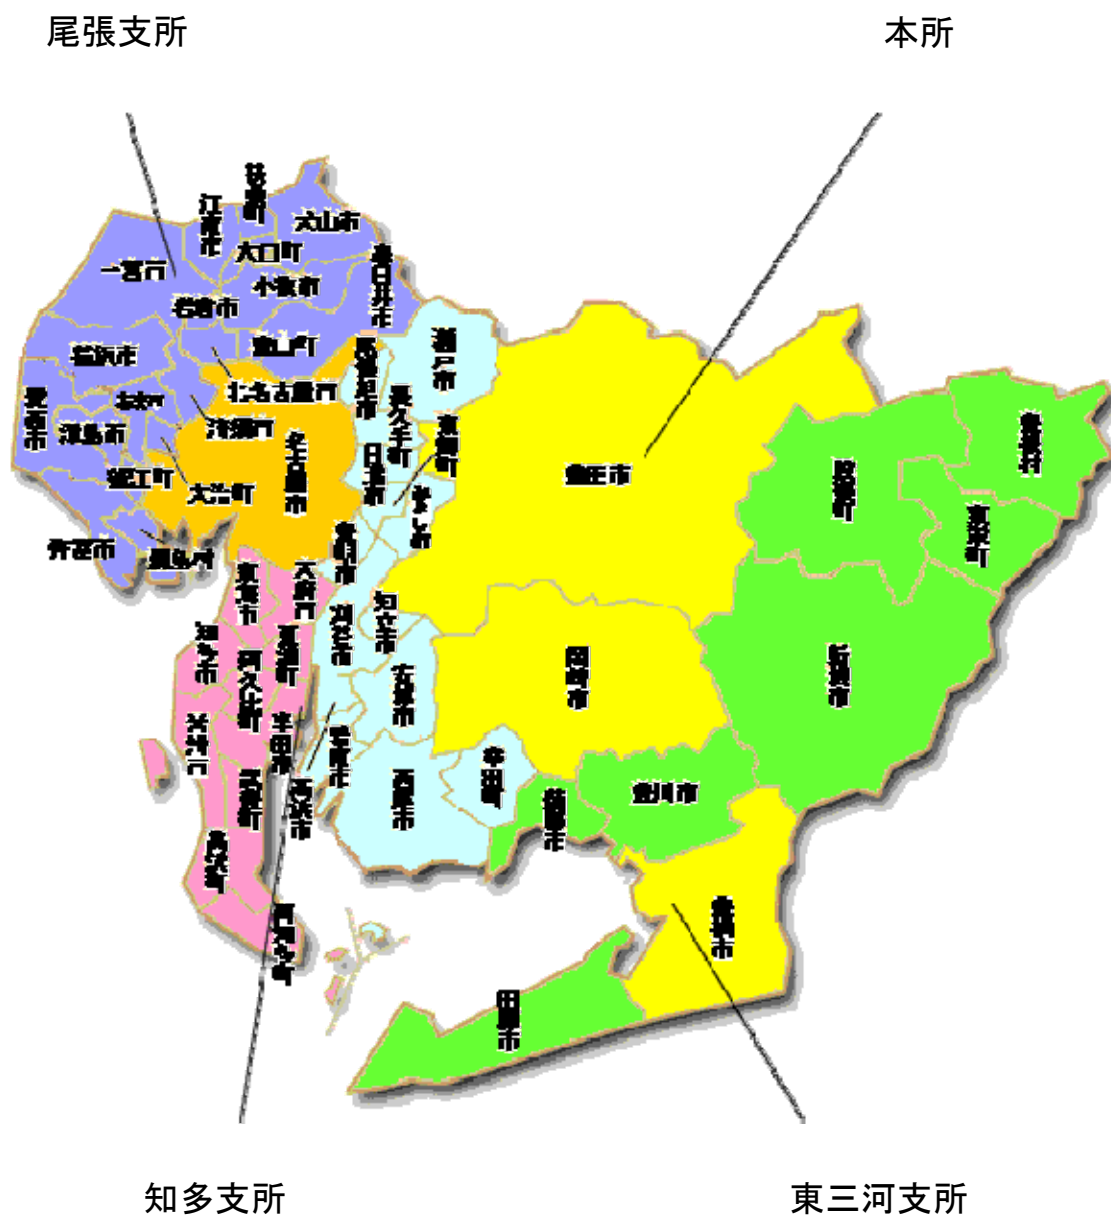 尾張支所
本所
扶桑町
江南市
犬山市
大口町
春日井市
一宮市
小牧市
岩倉市
豊山町
瀬戸市
稲沢市
尾張旭市
北名古屋市
愛西市
長久手町
津島市
清須市
東郷町
名古屋市
日進市
豊田市
設楽町
豊根村
蟹江町
大治町
みよし市
東栄町
弥富市
飛島村
豊明市
東海市
大府市
知立市
刈谷市
知多市
東浦町
阿久比町
岡崎市
新城市
安城市
常滑市
半田市
碧南市
幸田町
高浜市
西尾市
武豊町
蒲郡市
豊川市
美浜町
南知多町
豊橋市
田原市
知多支所
東三河支所